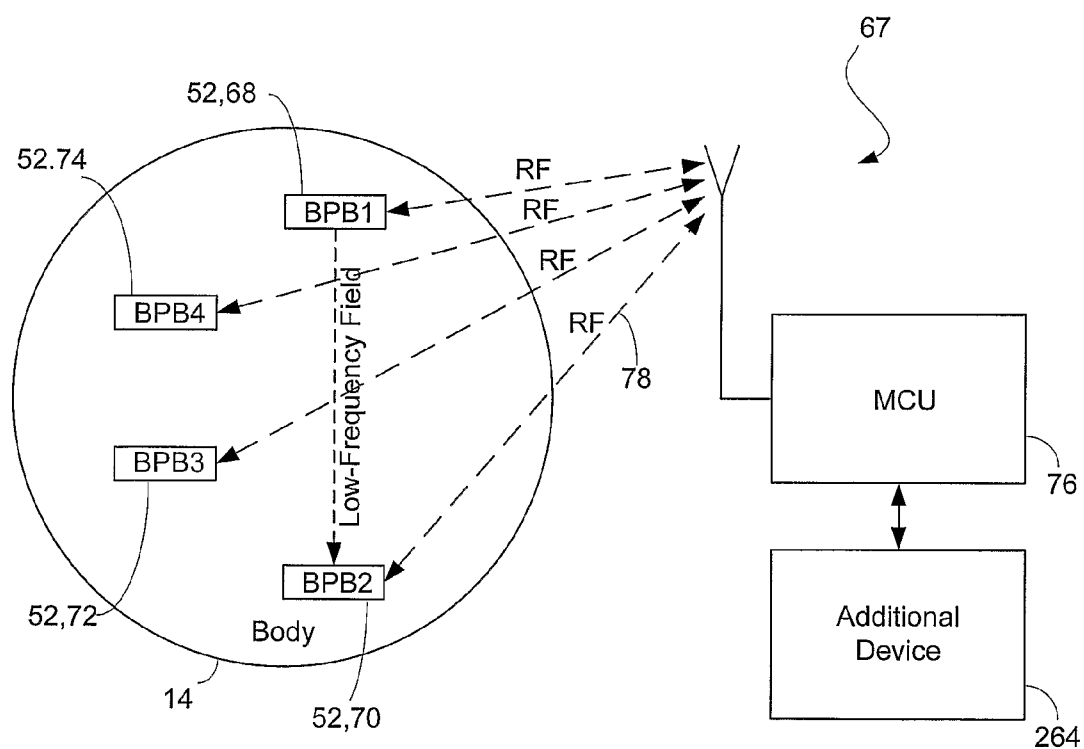 67
52,68
52.74
RF
BPB1
RF
RF
BPB4
Low-Frequency Field
RF
78
MCU
BPB3
76
BPB2
52,72
Body
Additional
Device
14
52,70
264